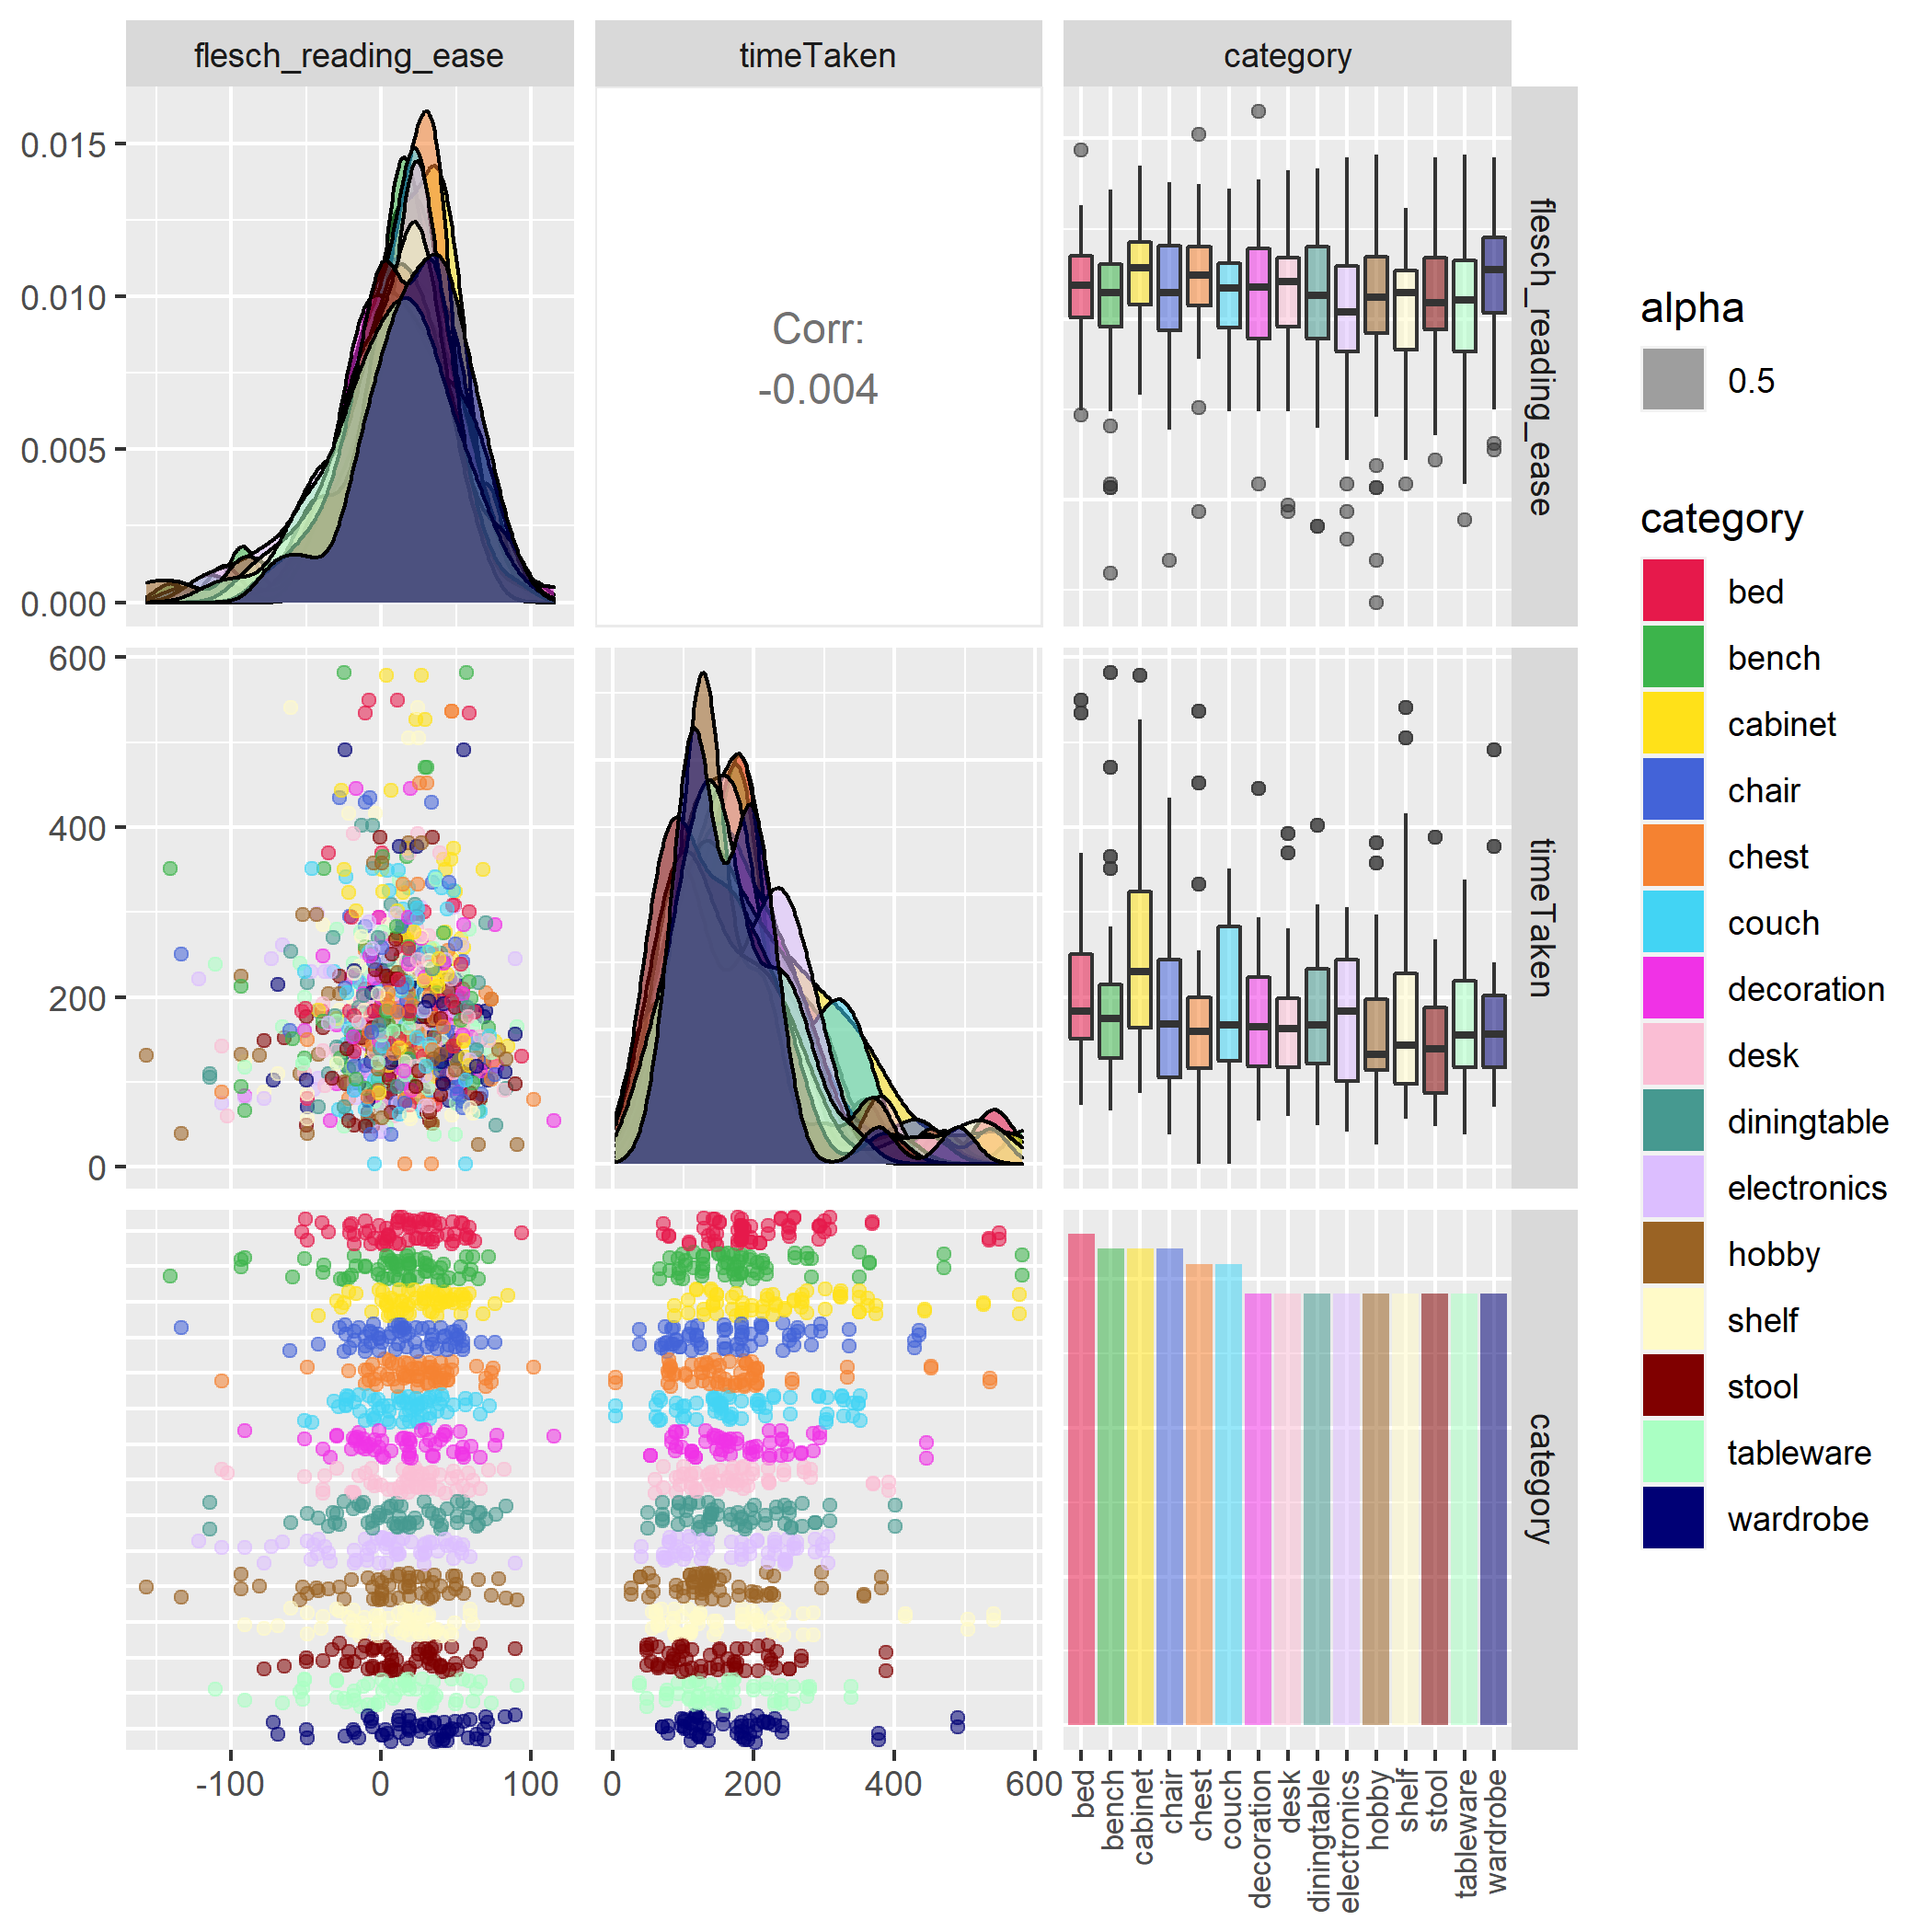 flesch_reading_ease
timeTaken
category
0.015
0.010
0.005
0.000
Corr:
-0.004
flesch_reading_ease
600
400
200
0
timeTaken
category
-100
0
100
0
200
400
600
bed
bench
cabinet
chair
chest
couch
decoration
desk
diningtable
electronics
hobby
shelf
stool
tableware
wardrobe
alpha
0.5
category
bed
bench
cabinet
chair
chest
couch
decoration
desk
diningtable
electronics
hobby
shelf
stool
tableware
wardrobe